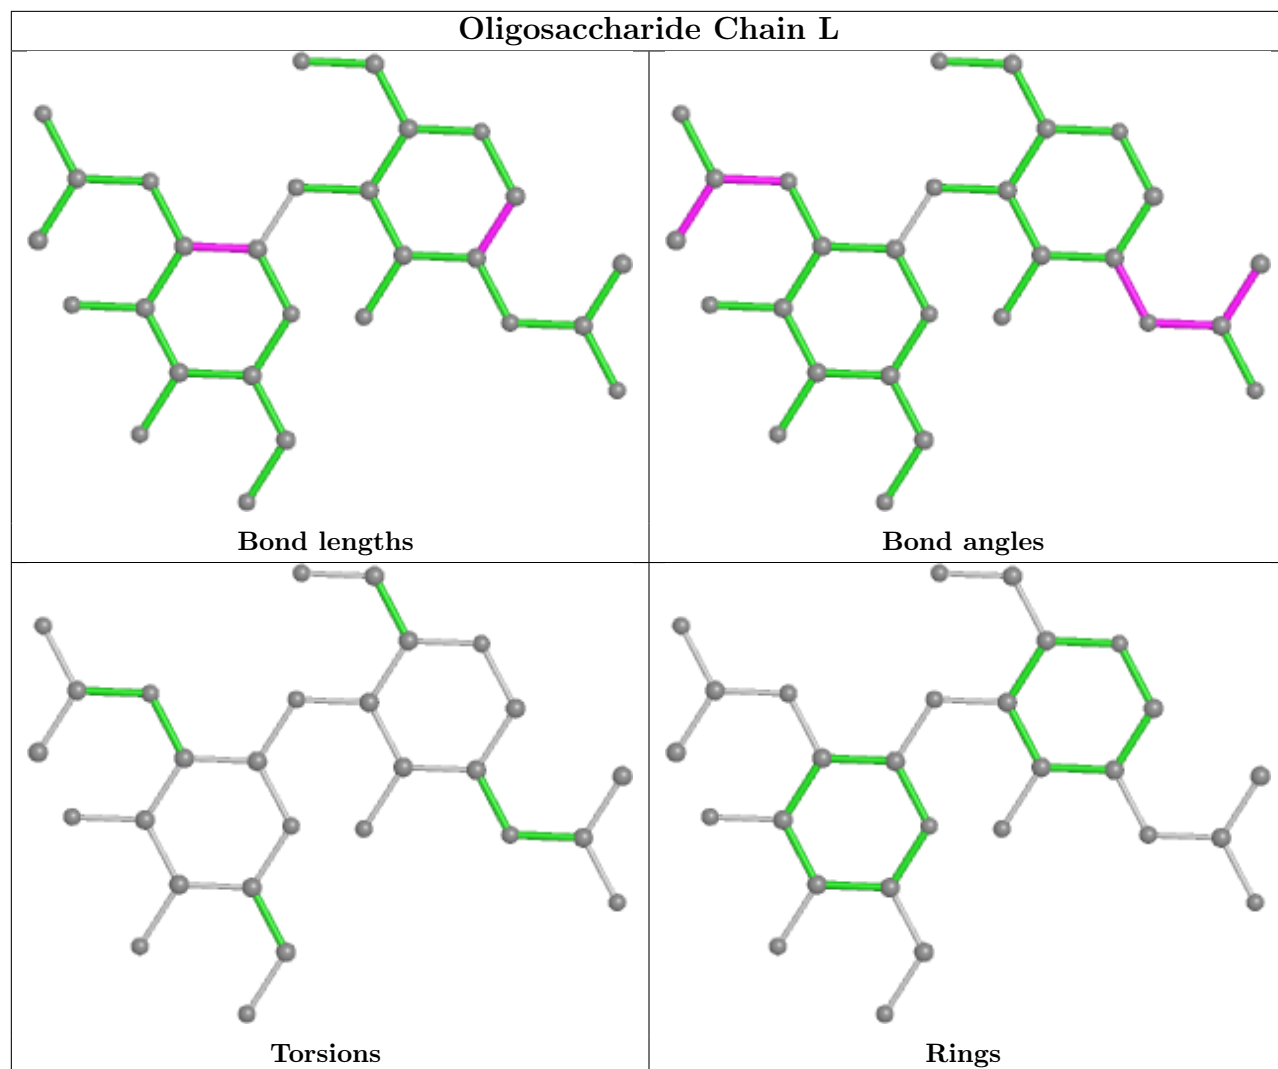 Oligosaccharide Chain L
Bond lengths
Bond angles
Torsions
Rings